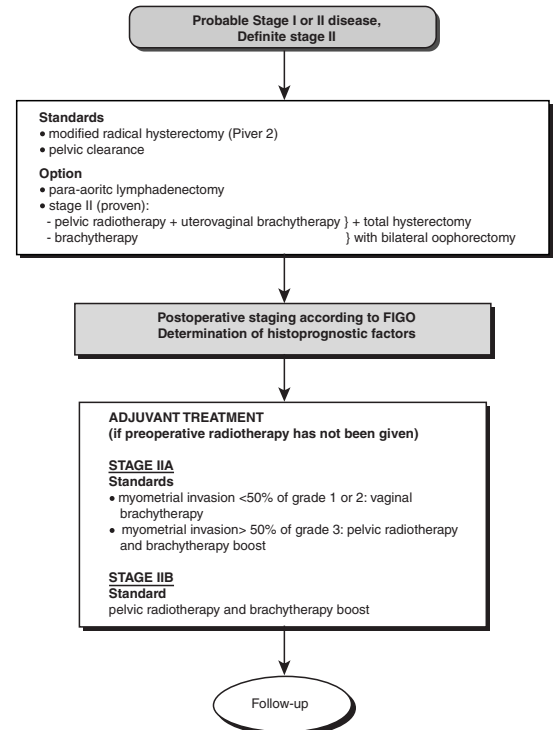 Probable Stage I or II disease,
Definite stage II
Standards
• modified radical hysterectomy (Piver 2)
• pelvic clearance
Option
• para-aoritc lymphadenectomy
• stage II (proven):
- pelvic radiotherapy + uterovaginal brachytherapy } + total hysterectomy
- brachytherapy } with bilateral oophorectomy
Postoperative staging according to FIGO
Determination of histoprognostic factors
ADJUVANT TREATMENT
(if preoperative radiotherapy has not been given)
STAGE IIA
Standards
• myometrial invasion <50% of grade 1 or 2: vaginal
brachytherapy
• myometrial invasion> 50% of grade 3: pelvic radiotherapy
and brachytherapy boost
STAGE IIB
Standard
pelvic radiotherapy and brachytherapy boost
Follow-up